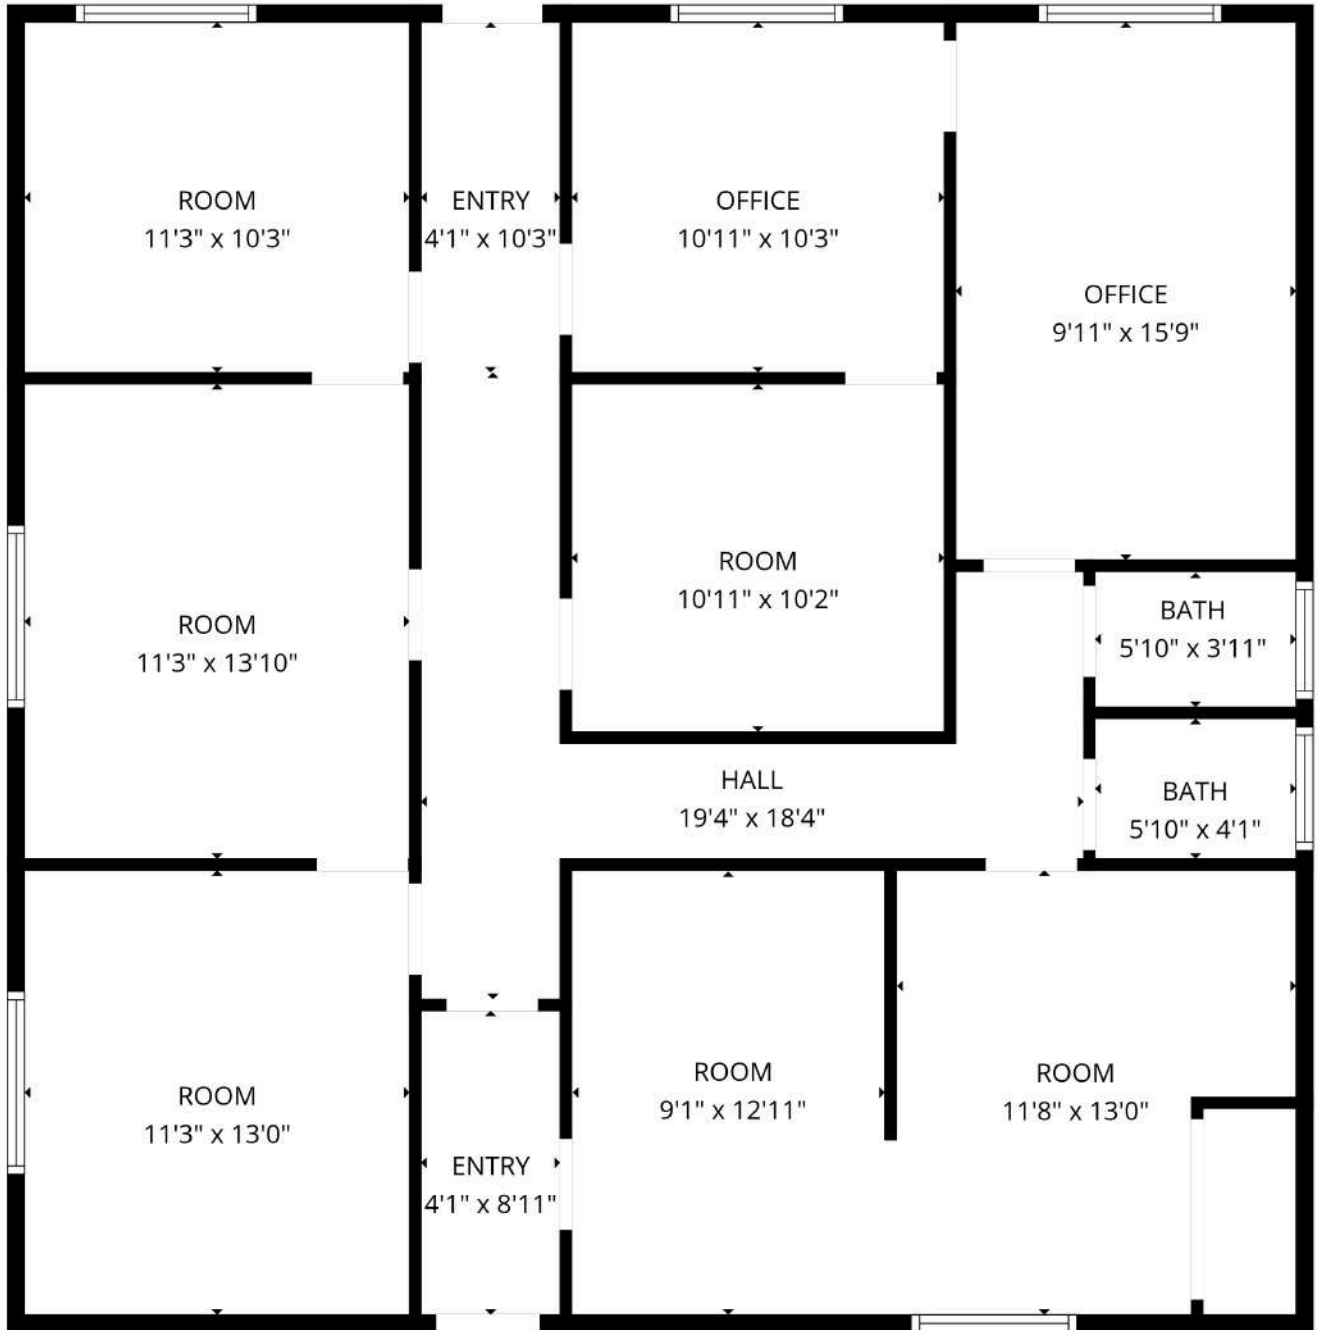 ROOM
11'3" x 10'3"
ENTRY
4'1" x 10'3"
OFFICE
10'11" x 10'3"
OFFICE
9'11" x 15'9"
ROOM
11'3" x 13'10"
ROOM
10'11" x 10'2"
BATH
5'10" x 3'11"
HALL
19'4" x 18'4"
BATH
5'10" x 4'1"
ROOM
11'3" x 13'0"
ENTRY
4'1" x 8'11"
ROOM
9'1" x 12'11"
ROOM
11'8" x 13'0"